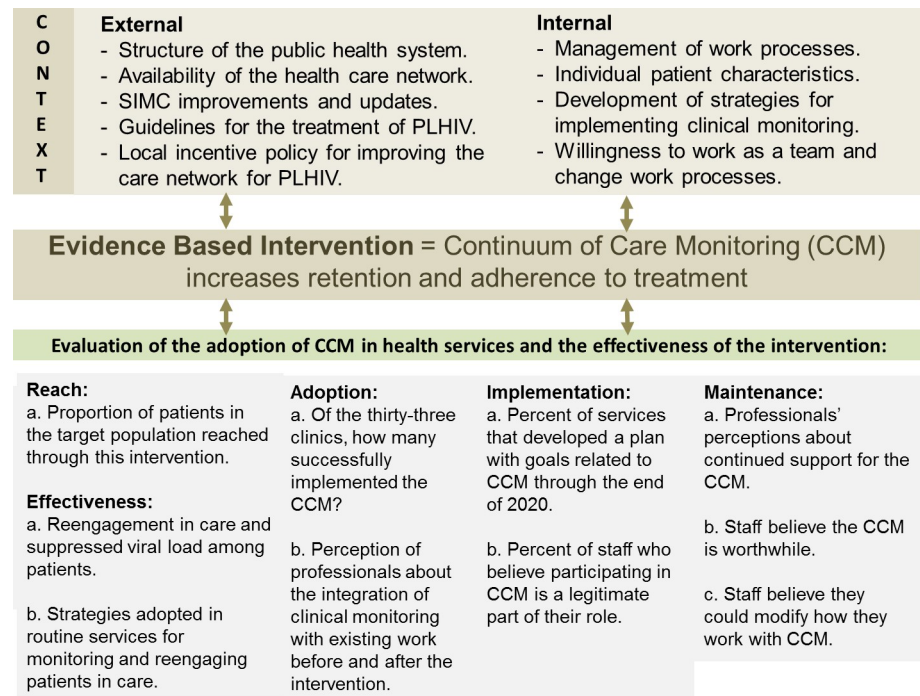 CONTEXT
External
- Structure of the public health system.
- Availability of the health care network.
- SIMC improvements and updates.
- Guidelines for the treatment of PLHIV.
- Local incentive policy for improving the
care network for PLHIV.
Internal
- Management of work processes.
- Individual patient characteristics.
- Development of strategies for
implementing clinical monitoring.
- Willingness to work as a team and
change work processes.
Evidence Based Intervention = Continuum of Care Monitoring (CCM)
increases retention and adherence to treatment
Evaluation of the adoption of CCM in health services and the effectiveness of the intervention:
Reach:
a. Proportion of patients in
the target population reached
through this intervention.
Effectiveness:
a. Reengagement in care and
suppressed viral load among
patients.
b. Strategies adopted in
routine services for
monitoring and reengaging
patients in care.
Adoption:
a. Of the thirty-three
clinics, how many
successfully
implemented the
CCM?
b. Perception of
professionals about
the integration of
clinical monitoring
with existing work
before and after the
intervention.
Implementation:
a. Percent of services
that developed a plan
with goals related to
CCM through the end
of 2020.
b. Percent of staff who
believe participating in
CCM is a legitimate
part of their role.
Maintenance:
a. Professionals’
perceptions about
continued support for the
CCM.
b. Staff believe the CCM
is worthwhile.
c. Staff believe they
could modify how they
work with CCM.